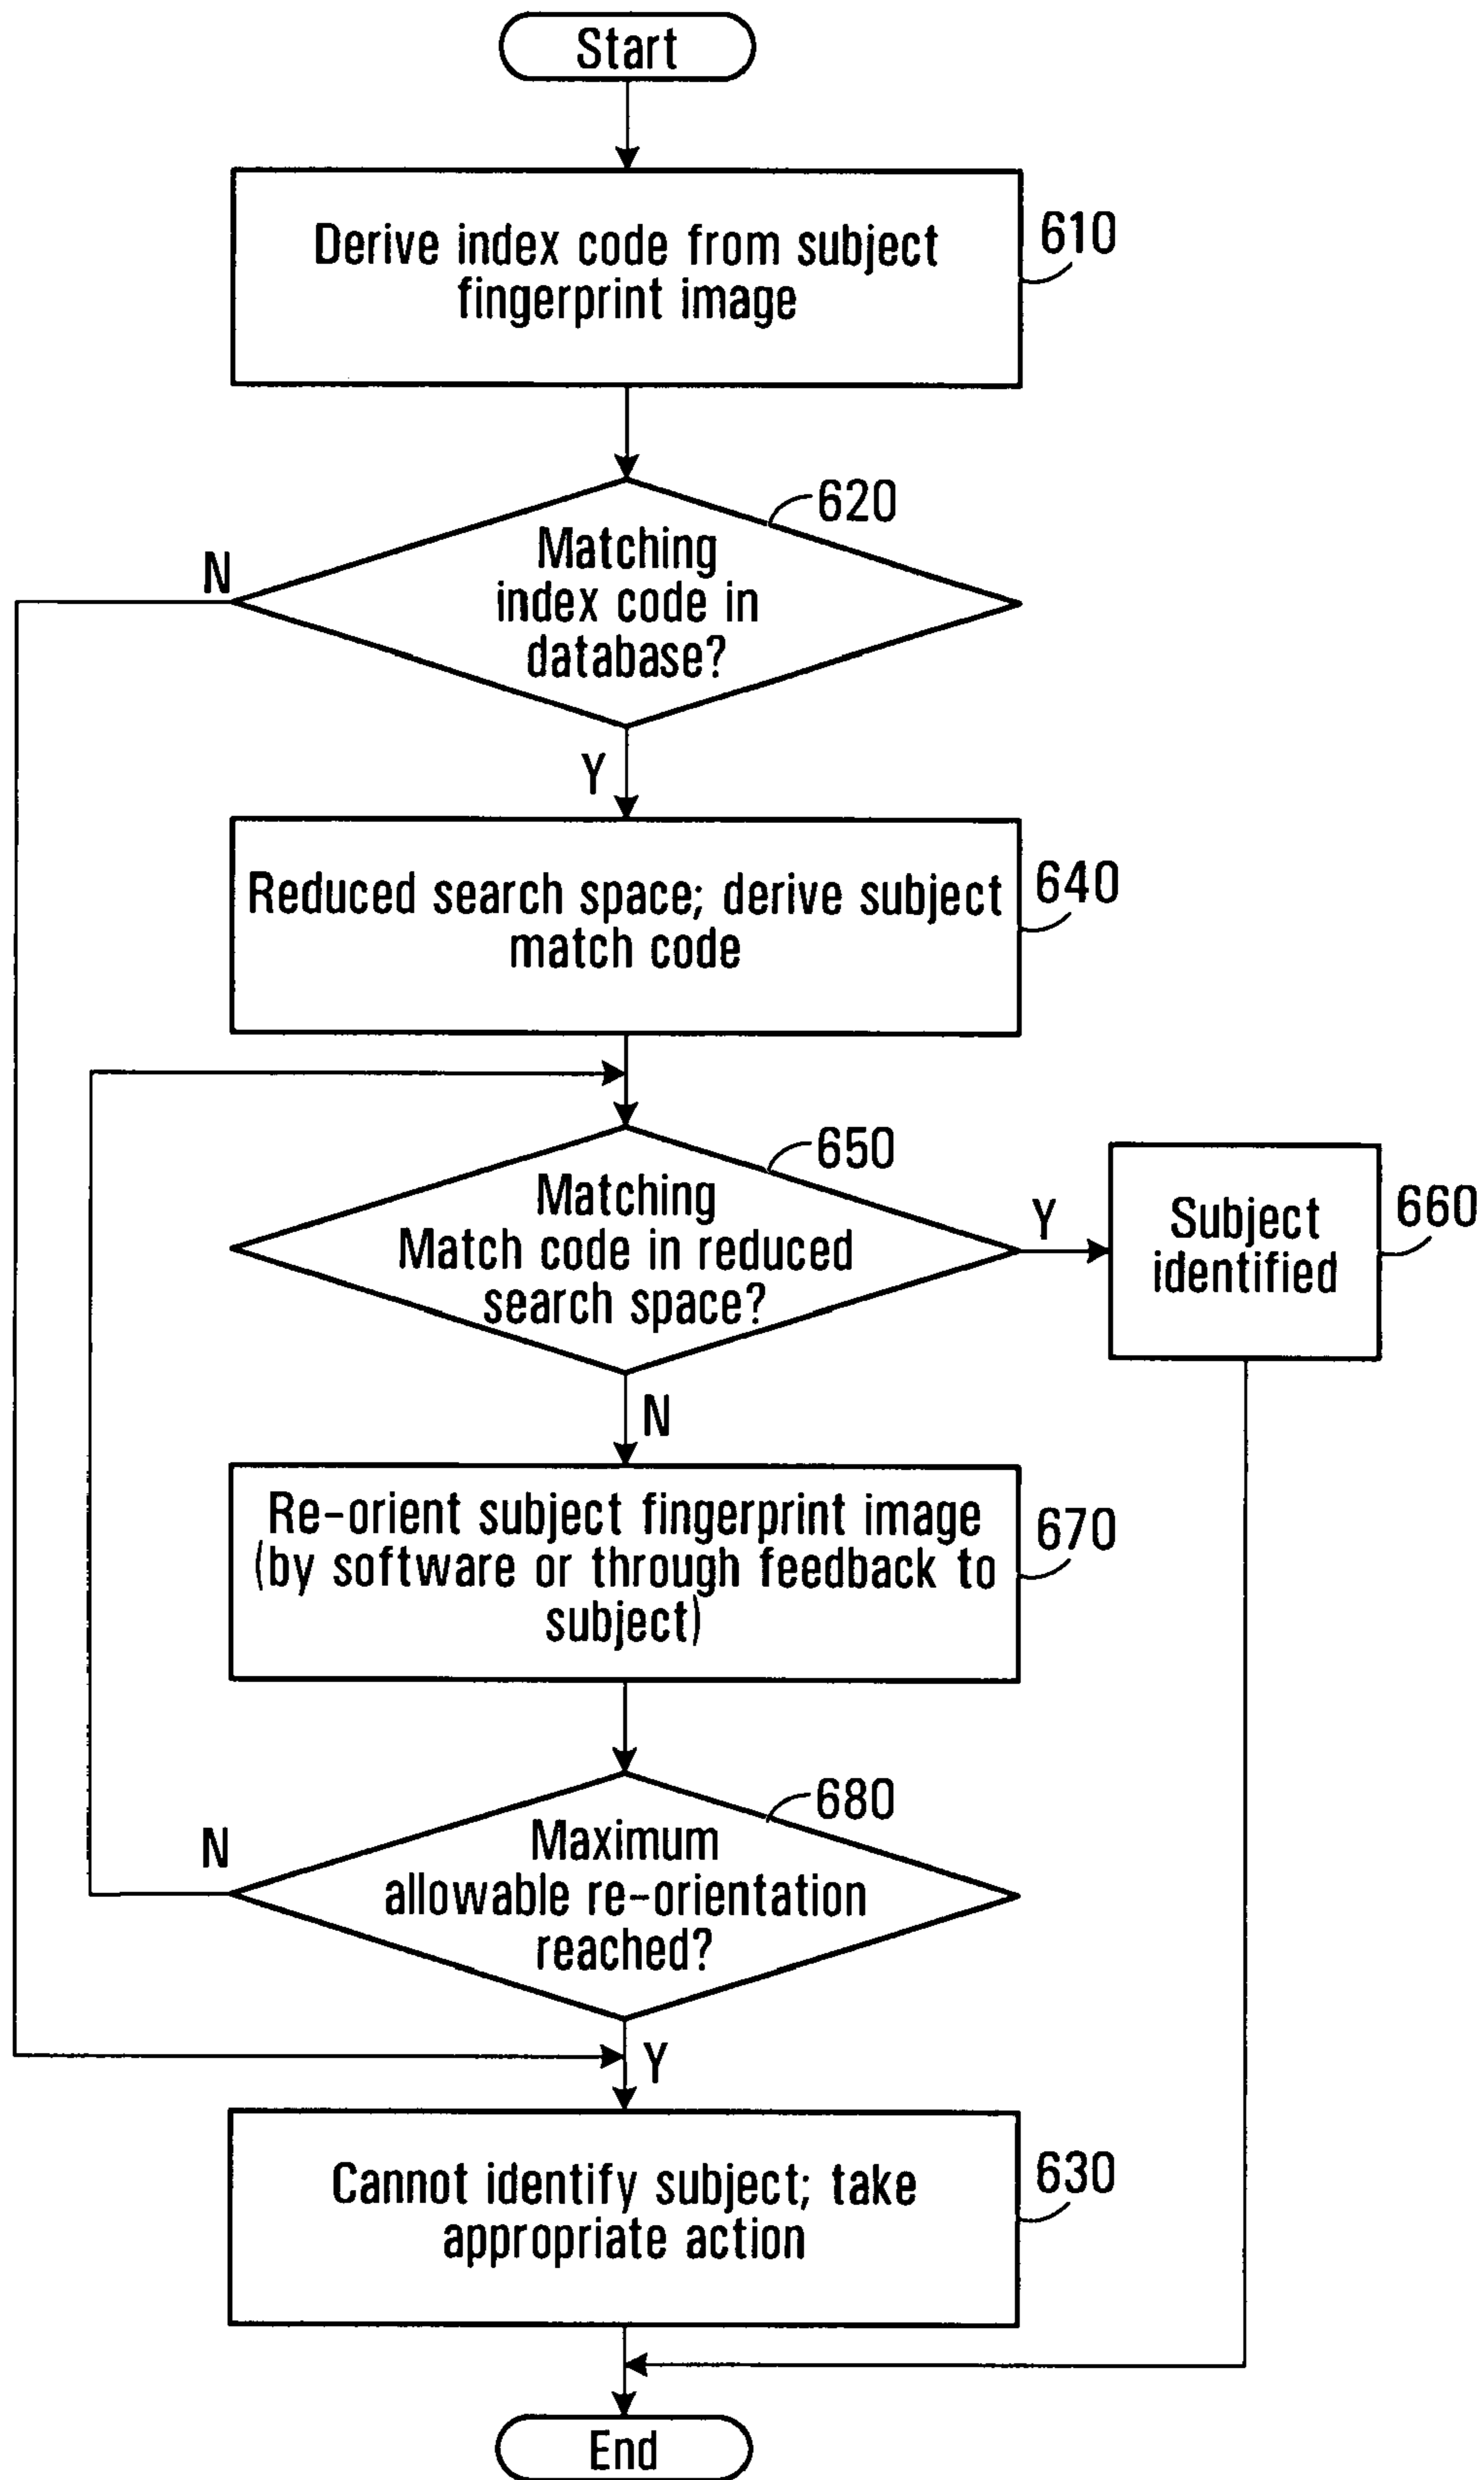 Start
Derive index code from subject
fingerprint image
610
620
Matching
index code in
database?
N
Y
Reduced search space; derive subject
match code
640
650
Matching
Match code in reduced
search space?
Y
Subject
identified
660
N
Re-orient subject fingerprint image
(by software or through feedback to
subject)
670
680
Maximum
allowable re-orientation
reached?
N
Y
Cannot identify subject; take
appropriate action
630
End